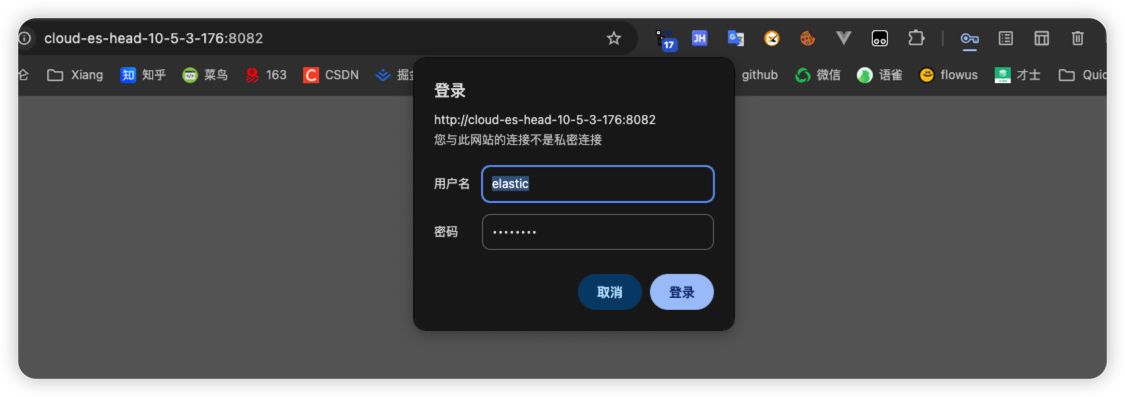 cloud-es-head-10-5-3-176:8082
17 JH G
仑 Xiang 知 知乎 菜鸟 163 C CSDN 掘 github 微信 语雀 flowus 才士 Quic
登录
http://cloud-es-head-10-5-3-176:8082
您与此网站的连接不是私密连接
用户名 elastic
密码 ••••••••
取消 登录